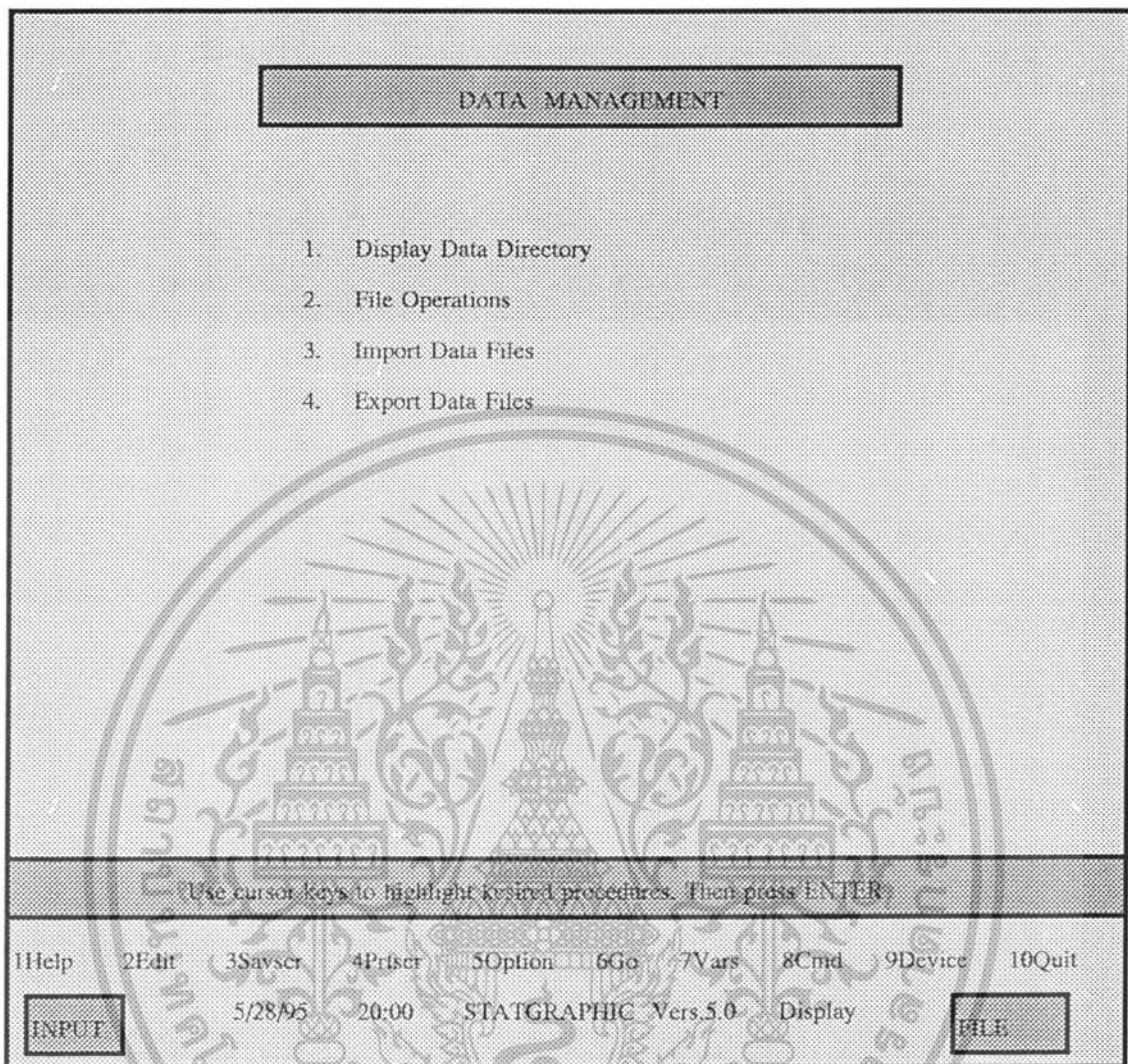 DATA MANAGEMENT
1. Display Data Directory
2. File Operations
3. Import Data Files
4. Export Data Files
Use cursor keys to highlight kesired procedures. Then press ENTER
1Help 2Edit 3Savscr 4Prtscr 5Option 6Go 7Vars 8Cmd 9Device 10Quit
INPUT 5/28/95 20:00 STATGRAPHIC Vers.5.0 Display FILE